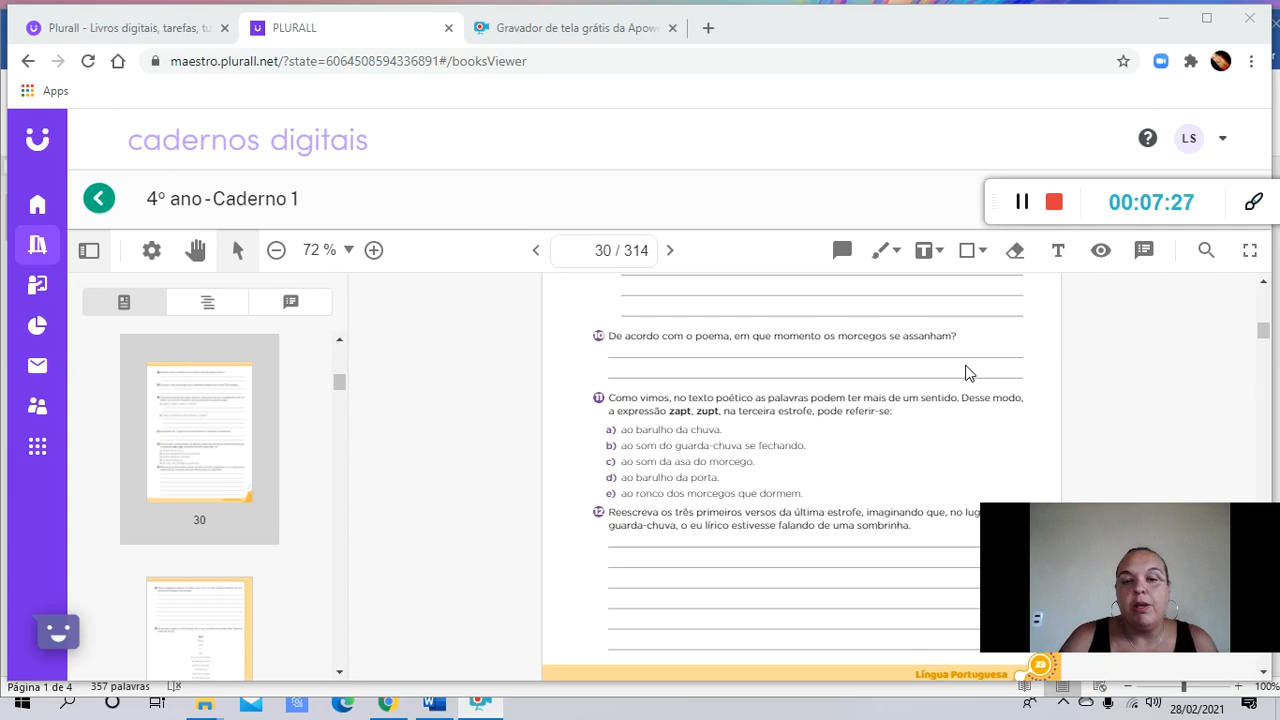 Plurall - Livros digitais, tarefas, tu
PLURALL
Gravador de tela grátis da Apowe
maestro.plurall.net/?state=6064508594336891#/booksViewer
Apps
cadernos digitais
LS
4º ano - Caderno 1
00:07:27
72 %
30 / 314
10 De acordo com o poema, em que momento os morcegos se assanham?
11 Como vimos, no texto poético as palavras podem ter mais de um sentido. Desse modo,
a expressão zapt, zupt, na terceira estrofe, pode referir-se:
a) ao barulho da chuva.
b) ao som do guarda-chuva se fechando.
c) ao som da asa do morcego.
d) ao barulho da porta.
e) ao ronco dos morcegos que dormem.
12 Reescreva os três primeiros versos da última estrofe, imaginando que, no lug
guarda-chuva, o eu lírico estivesse falando de uma sombrinha.
30
Língua Portuguesa
23
Página 1 de 4 357 palavras
100%
28/02/2021